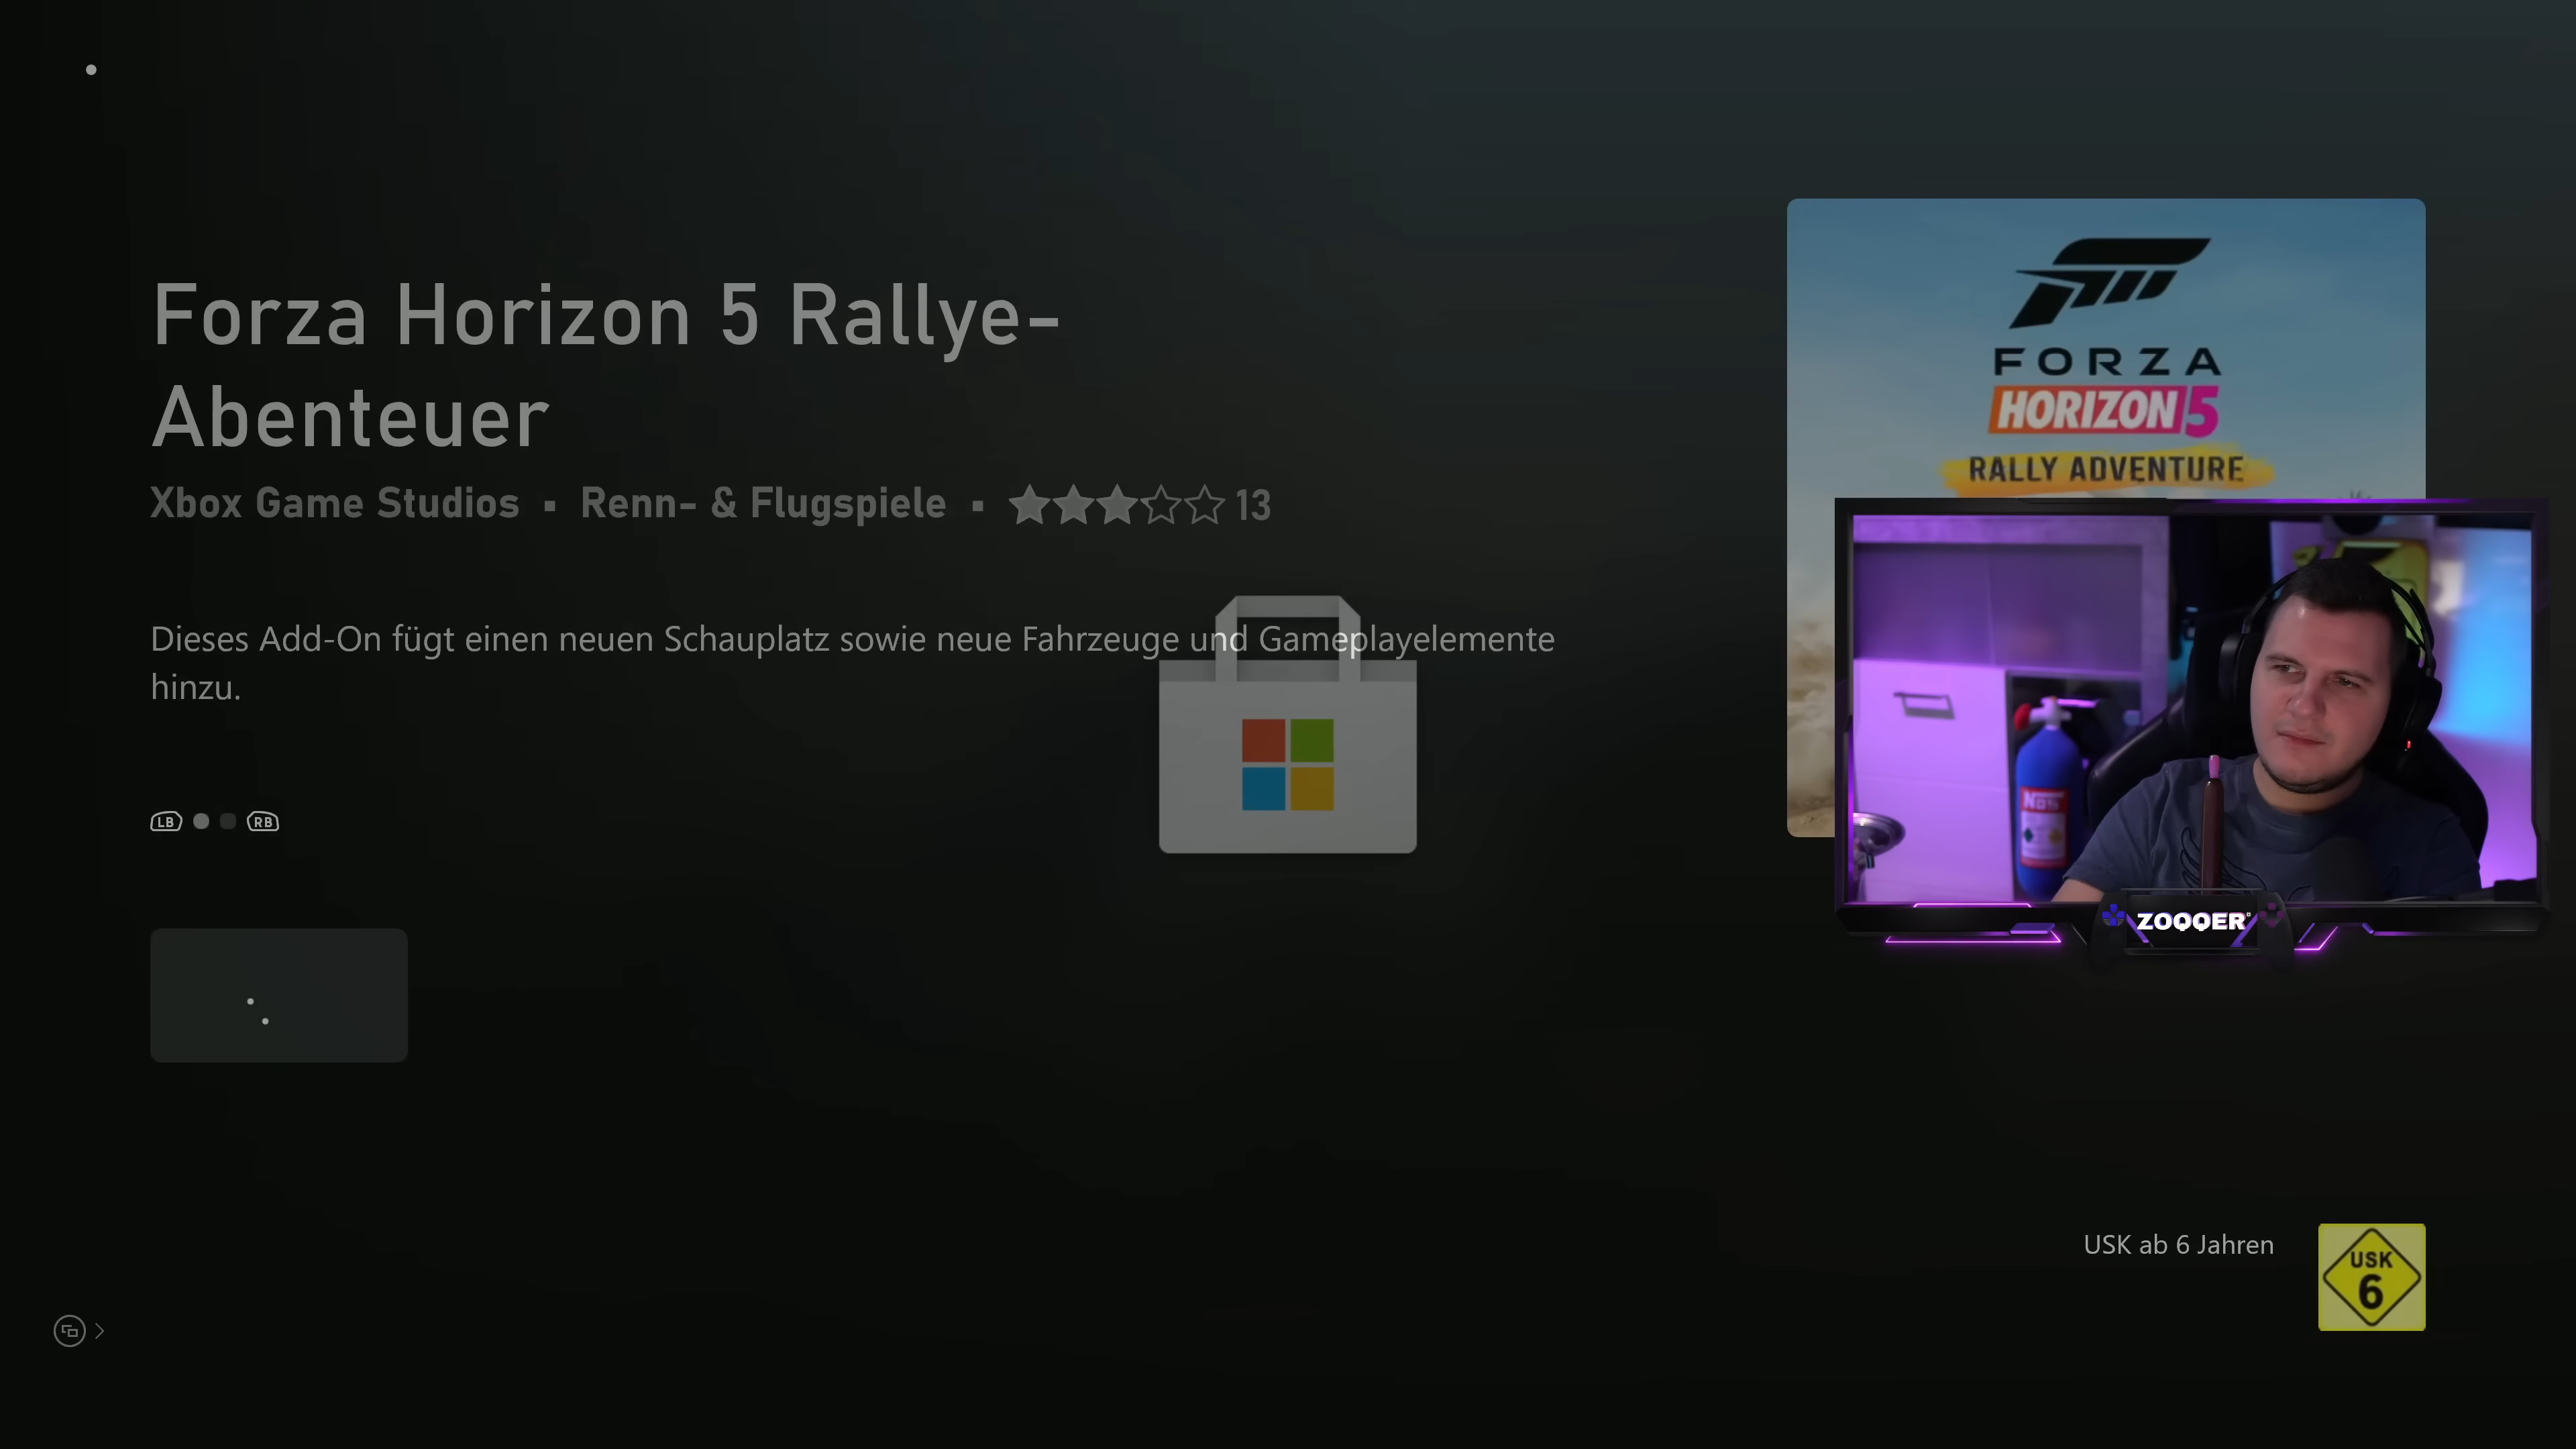 Forza Horizon 5 Rallye-
Abenteuer
Xbox Game Studios ▪ Renn- & Flugspiele ▪ 13
Dieses Add-On fügt einen neuen Schauplatz sowie neue Fahrzeuge und Gameplayelemente
hinzu.
LB RB
FORZA
HORIZON 5
RALLY ADVENTURE
NOS
ZOQQER
USK ab 6 Jahren
USK
6